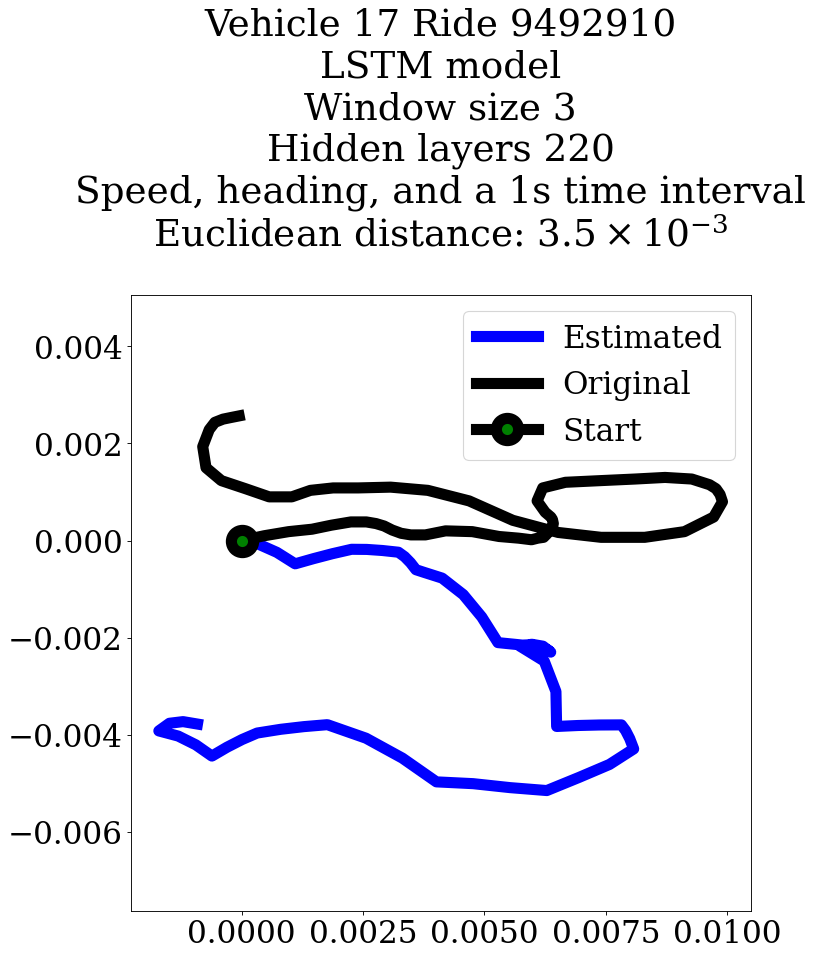 Vehicle 17 Ride 9492910
LSTM model
Window size 3
Hidden layers 220
Speed, heading, and a 1s time interval
Euclidean distance: 3.5 × 10⁻³
Estimated
Original
Start
0.004
0.002
0.000
−0.002
−0.004
−0.006
0.0000 0.0025 0.0050 0.0075 0.0100